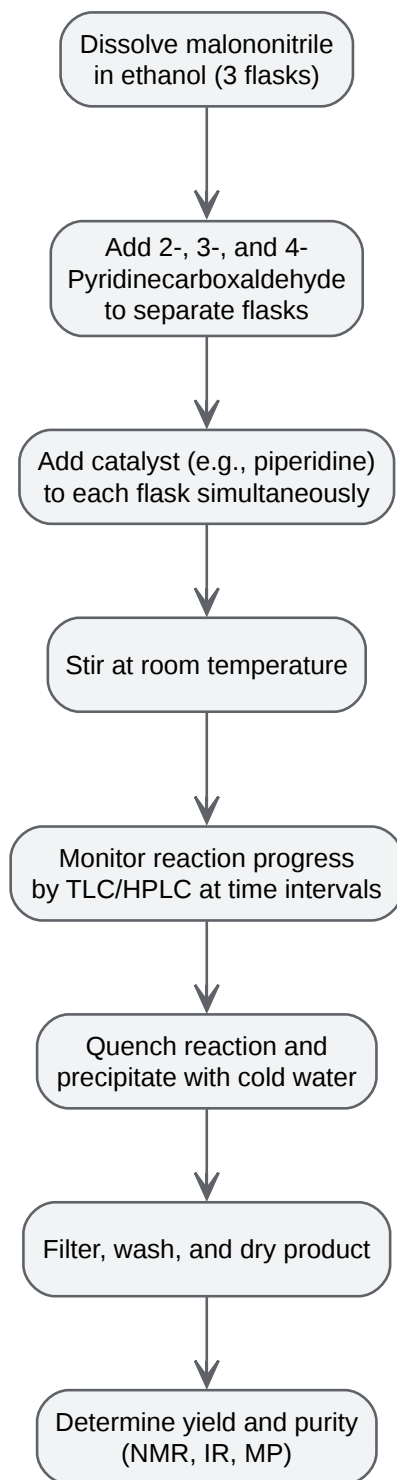 Dissolve malononitrile
in ethanol (3 flasks)
Add 2-, 3-, and 4-
Pyridinecarboxaldehyde
to separate flasks
Add catalyst (e.g., piperidine)
to each flask simultaneously
Stir at room temperature
Monitor reaction progress
by TLC/HPLC at time intervals
Quench reaction and
precipitate with cold water
Filter, wash, and dry product
Determine yield and purity
(NMR, IR, MP)